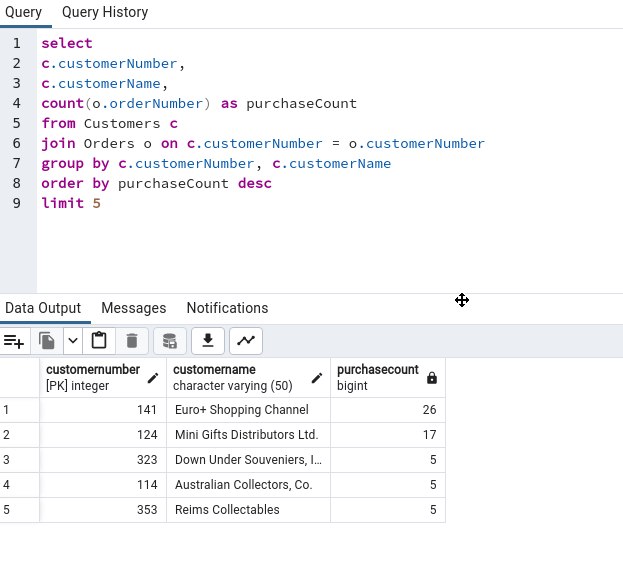 Query Query History
1 select
2 c.customerNumber,
3 c.customerName,
4 count(o.orderNumber) as purchaseCount
5 from Customers c
6 join Orders o on c.customerNumber = o.customerNumber
7 group by c.customerNumber, c.customerName
8 order by purchaseCount desc
9 limit 5
Data Output Messages Notifications
customernumber customername purchasecount
[PK] integer character varying (50) bigint
1 141 Euro+ Shopping Channel 26
2 124 Mini Gifts Distributors Ltd. 17
3 323 Down Under Souveniers, I... 5
4 114 Australian Collectors, Co. 5
5 353 Reims Collectables 5